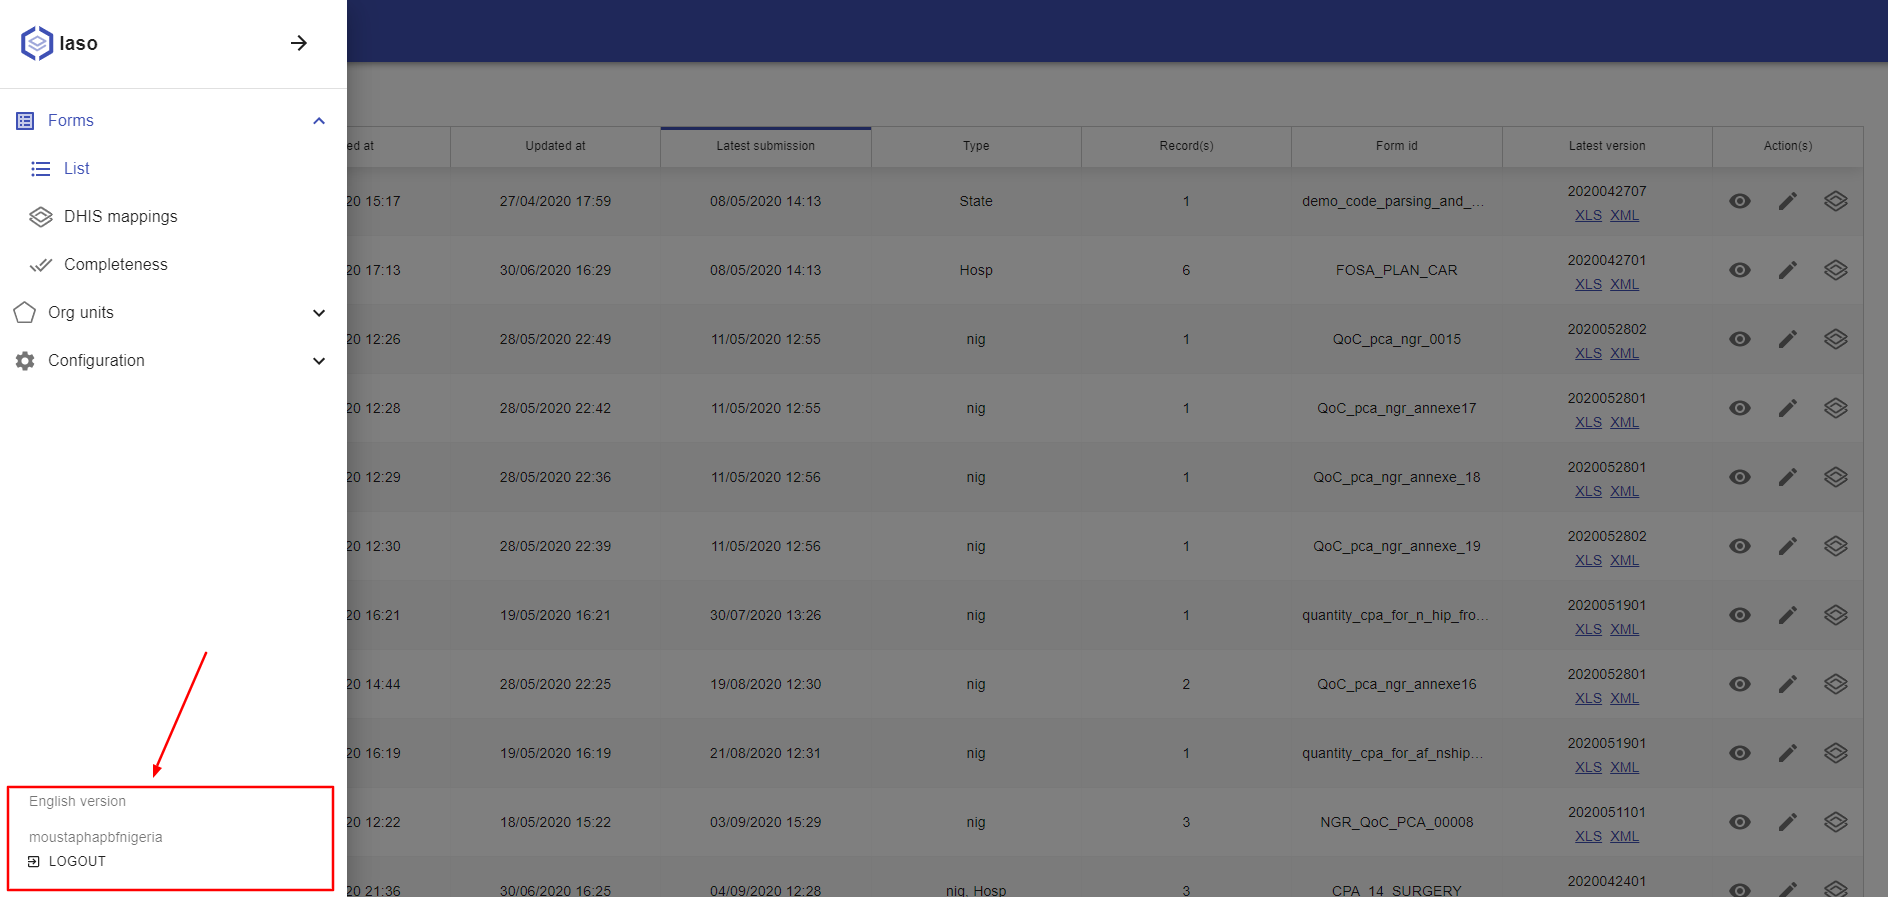 Iaso
Forms
List
DHIS mappings
Completeness
Org units
Configuration
English version
moustaphapbfnigeria
LOGOUT
ed at Updated at Latest submission Type Record(s) Form id Latest version Action(s)
20 15:17 27/04/2020 17:59 08/05/2020 14:13 State 1 demo_code_parsing_and_... 2020042707
XLS XML
20 17:13 30/06/2020 16:29 08/05/2020 14:13 Hosp 6 FOSA_PLAN_CAR 2020042701
XLS XML
20 12:26 28/05/2020 22:49 11/05/2020 12:55 nig 1 QoC_pca_ngr_0015 2020052802
XLS XML
20 12:28 28/05/2020 22:42 11/05/2020 12:55 nig 1 QoC_pca_ngr_annexe17 2020052801
XLS XML
20 12:29 28/05/2020 22:36 11/05/2020 12:56 nig 1 QoC_pca_ngr_annexe_18 2020052801
XLS XML
20 12:30 28/05/2020 22:39 11/05/2020 12:56 nig 1 QoC_pca_ngr_annexe_19 2020052802
XLS XML
20 16:21 19/05/2020 16:21 30/07/2020 13:26 nig 1 quantity_cpa_for_n_hip_fro... 2020051901
XLS XML
20 14:44 28/05/2020 22:25 19/08/2020 12:30 nig 2 QoC_pca_ngr_annexe16 2020052801
XLS XML
20 16:19 19/05/2020 16:19 21/08/2020 12:31 nig 1 quantity_cpa_for_af_nship... 2020051901
XLS XML
20 12:22 18/05/2020 15:22 03/09/2020 15:29 nig 3 NGR_QoC_PCA_00008 2020051101
XLS XML
20 21:36 30/06/2020 16:25 04/09/2020 12:28 nig, Hosp 3 CPA_14_SURGERY 2020042401